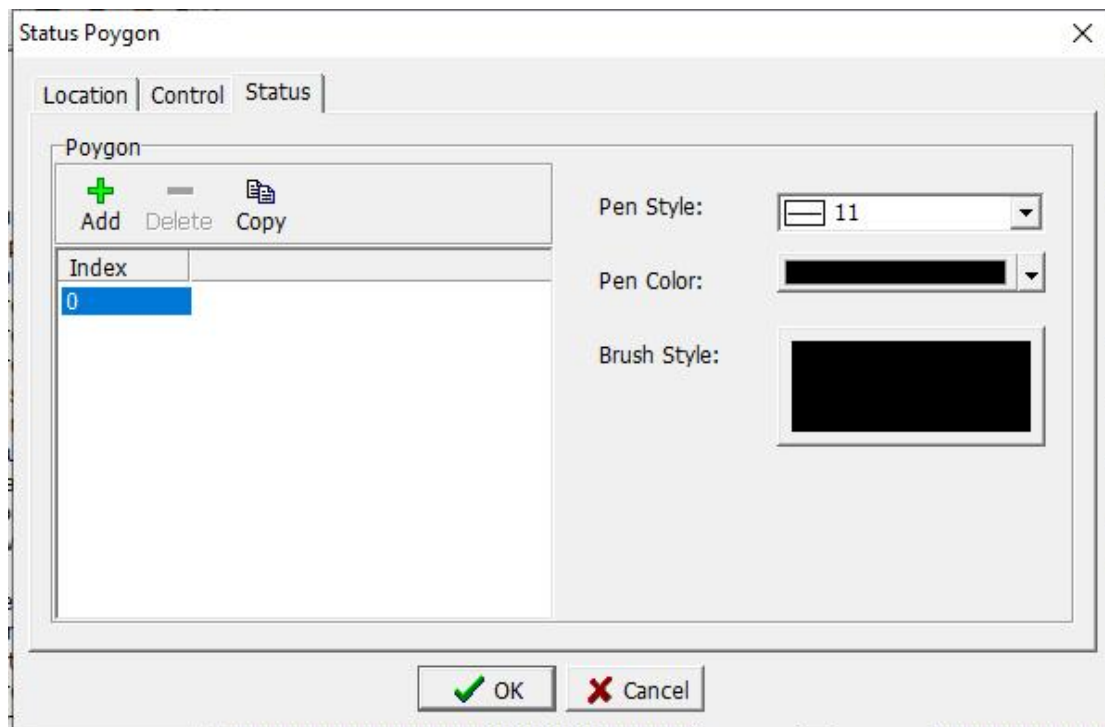 Status Poygon
Location Control Status
Poygon
Add Delete Copy
Index
0
Pen Style: 11
Pen Color:
Brush Style:
OK Cancel